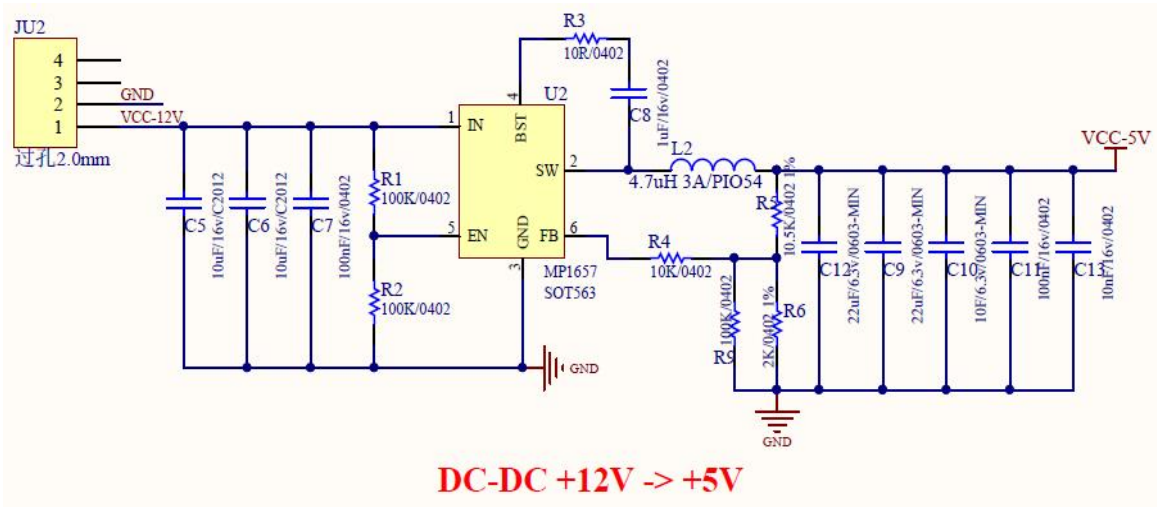 JU2
4
3
2
1
GND
VCC-12V
过孔2.0mm
C5
10uF/16v/C2012
C6
10uF/16v/C2012
C7
100nF/16v/0402
R1
100K/0402
R2
100K/0402
R3
10R/0402
C8
1uF/16v/0402
U2
4
BST
1
IN
SW
2
5
EN
GND
3
FB
6
MP1657
SOT563
GND
L2
4.7uH 3A/PIO54
R4
10K/0402
R5
10.5K/0402 1%
R9
100K/0402
R6
2K/0402 1%
GND
C12
22uF/6.3v/0603-MIN
C9
22uF/6.3v/0603-MIN
C10
10F/6.3v/0603-MIN
C11
100nF/16v/0402
C13
10nF/16v/0402
VCC-5V
DC-DC +12V -> +5V